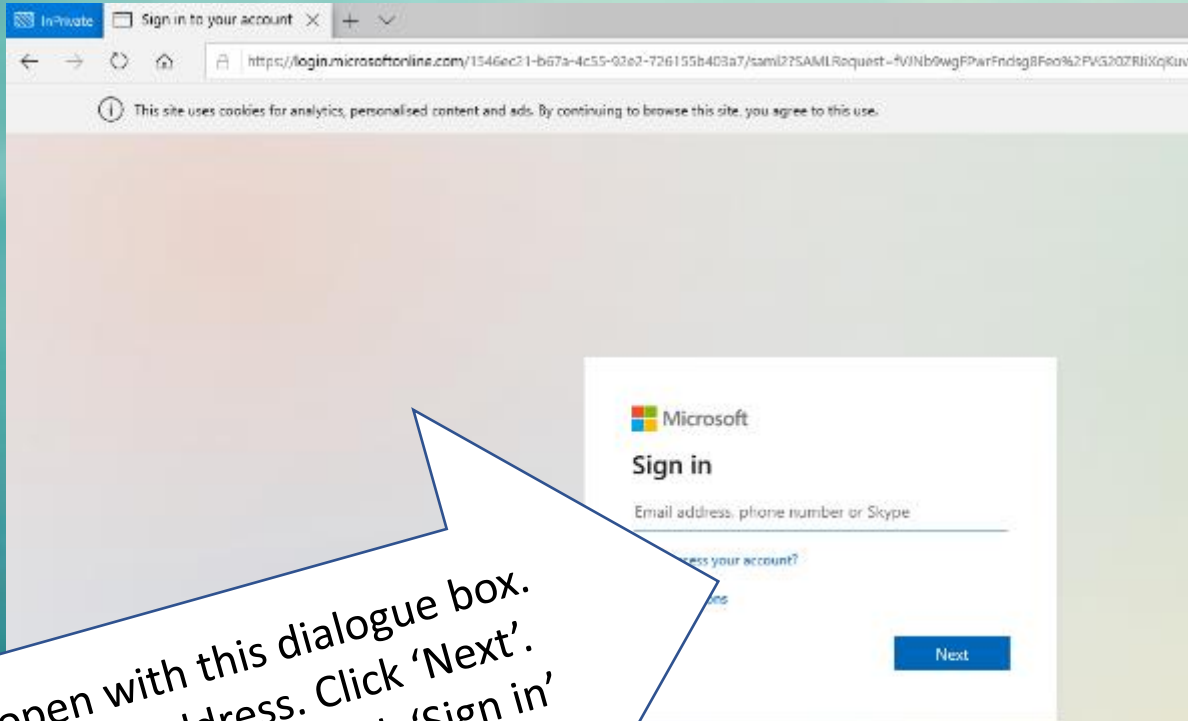 InPrivate Sign in to your account
https://login.microsoftonline.com/1546ec21-b67a-4c55-92e2-726155b403a7/saml2?SAMLRequest=
This site uses cookies for analytics, personalised content and ads. By continuing to browse this site, you agree to this use.
Microsoft
Sign in
Email address, phone number or Skype
your account?
Next
open with this dialogue box.
Click ‘Next’.
‘Sign in’